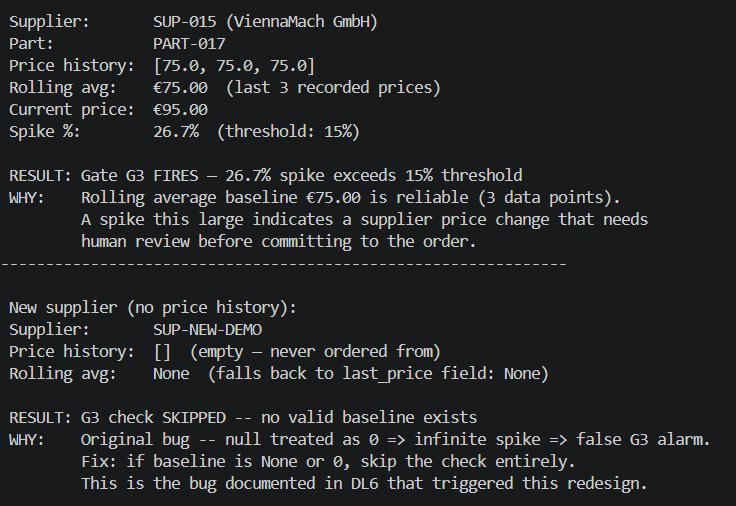 Supplier:      SUP-015 (ViennaMach GmbH)
Part:          PART-017
Price history: [75.0, 75.0, 75.0]
Rolling avg:   €75.00  (last 3 recorded prices)
Current price: €95.00
Spike %:       26.7%  (threshold: 15%)
RESULT: Gate G3 FIRES — 26.7% spike exceeds 15% threshold
WHY:    Rolling average baseline €75.00 is reliable (3 data points).
A spike this large indicates a supplier price change that needs
human review before committing to the order.
---------------------------------------------------------------
New supplier (no price history):
Supplier:      SUP-NEW-DEMO
Price history: []  (empty — never ordered from)
Rolling avg:   None  (falls back to last_price field: None)
RESULT: G3 check SKIPPED -- no valid baseline exists
WHY:    Original bug -- null treated as 0 => infinite spike => false G3 alarm.
Fix: if baseline is None or 0, skip the check entirely.
This is the bug documented in DL6 that triggered this redesign.